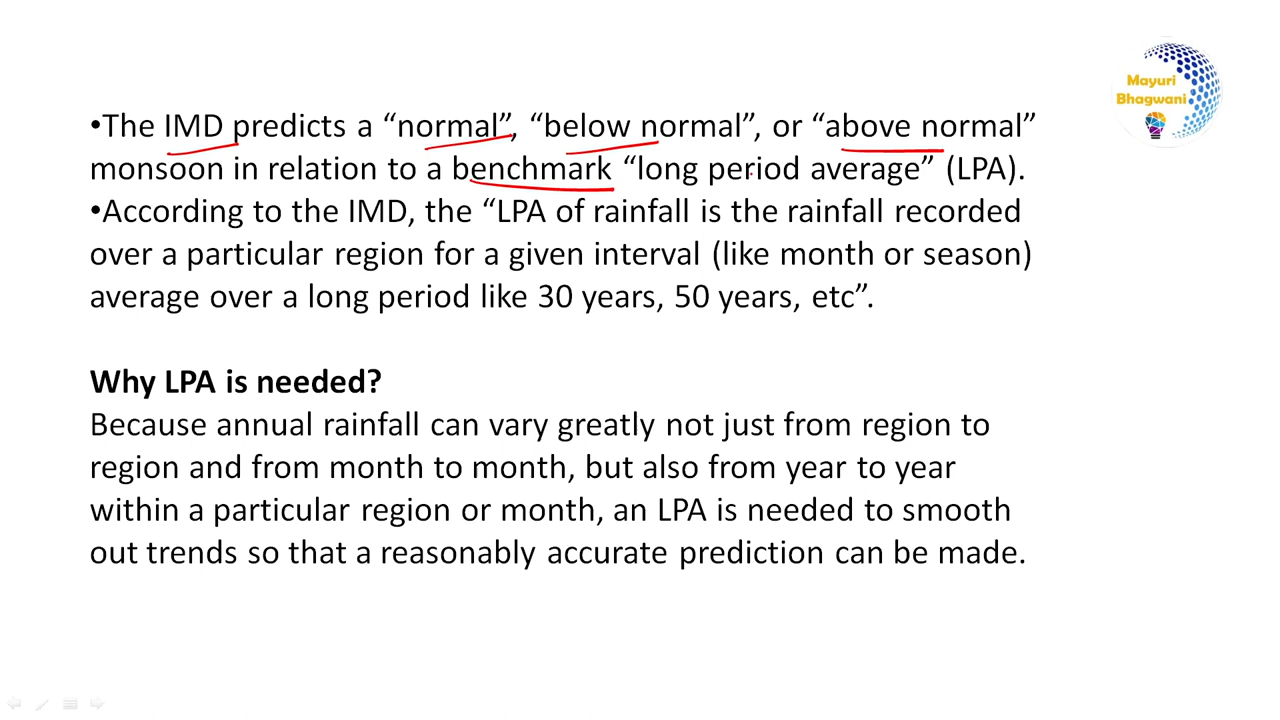 Mayuri
Bhagwani
•The IMD predicts a “normal”, “below normal”, or “above normal”
monsoon in relation to a benchmark “long period average” (LPA).
•According to the IMD, the “LPA of rainfall is the rainfall recorded
over a particular region for a given interval (like month or season)
average over a long period like 30 years, 50 years, etc”.
Why LPA is needed?
Because annual rainfall can vary greatly not just from region to
region and from month to month, but also from year to year
within a particular region or month, an LPA is needed to smooth
out trends so that a reasonably accurate prediction can be made.